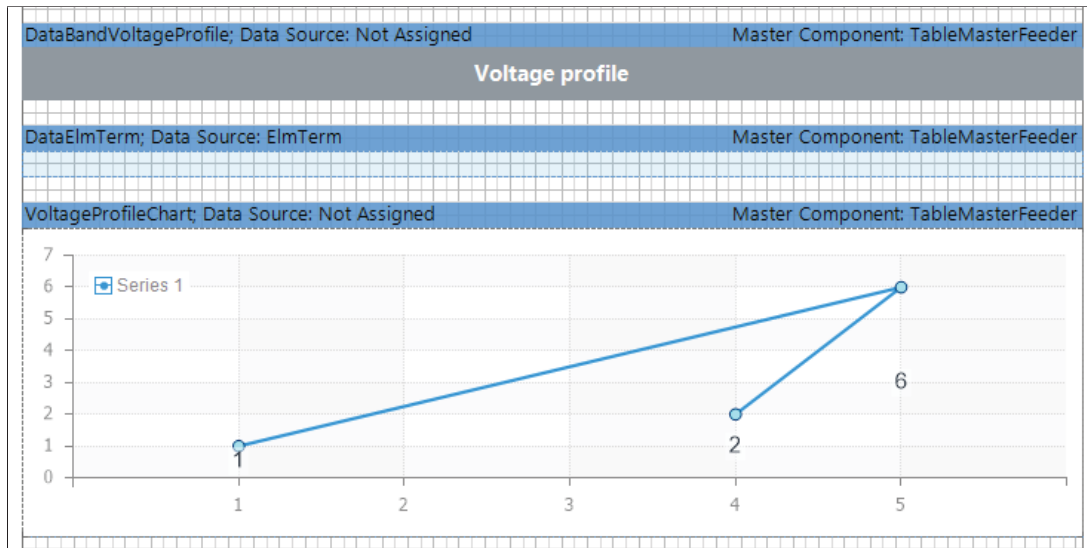 DataBandVoltageProfile; Data Source: Not Assigned Master Component: TableMasterFeeder
Voltage profile
DataElmTerm; Data Source: ElmTerm Master Component: TableMasterFeeder
VoltageProfileChart; Data Source: Not Assigned Master Component: TableMasterFeeder
7
6 Series 1
5
4
3 6
2
1 1 2
0
1 2 3 4 5